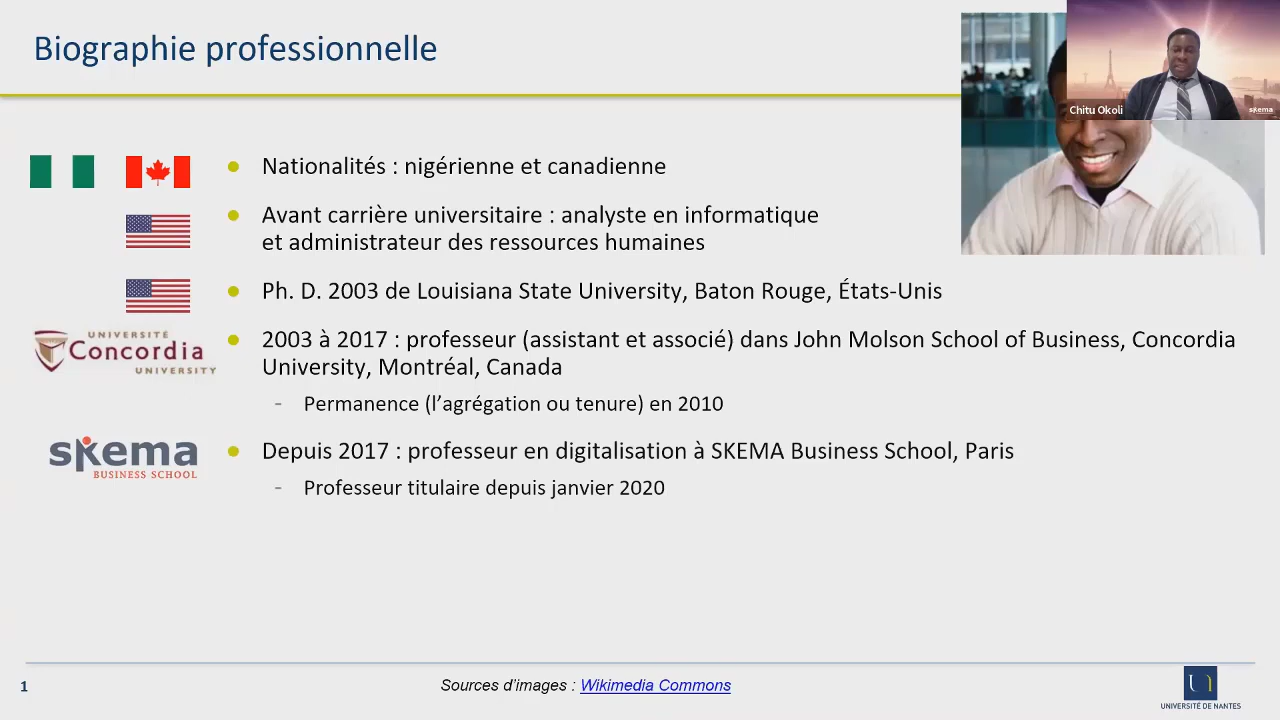 Biographie professionnelle
Chitu Okoli
skema
Nationalités : nigérienne et canadienne
Avant carrière universitaire : analyste en informatique
et administrateur des ressources humaines
Ph. D. 2003 de Louisiana State University, Baton Rouge, États-Unis
UNIVERSITÉ
Concordia
UNIVERSITY
2003 à 2017 : professeur (assistant et associé) dans John Molson School of Business, Concordia
University, Montréal, Canada
- Permanence (l’agrégation ou tenure) en 2010
skema
BUSINESS SCHOOL
Depuis 2017 : professeur en digitalisation à SKEMA Business School, Paris
- Professeur titulaire depuis janvier 2020
1
Sources d’images : Wikimedia Commons
UNIVERSITÉ DE NANTES